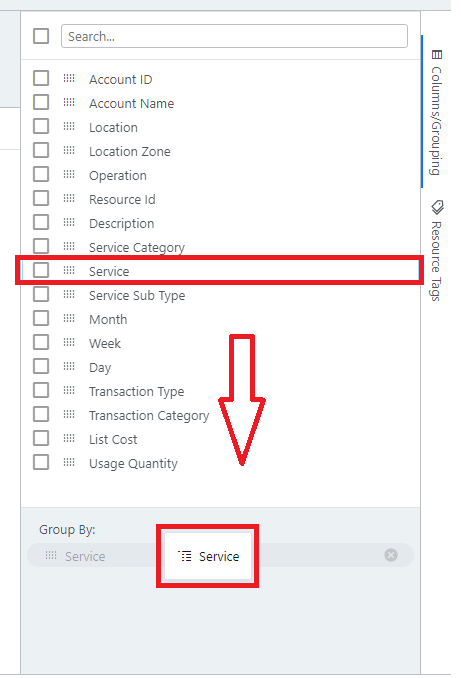 Search...
Account ID
Account Name
Location
Location Zone
Operation
Resource Id
Description
Service Category
Service
Service Sub Type
Month
Week
Day
Transaction Type
Transaction Category
List Cost
Usage Quantity
Group By:
Service
Service
Columns/Grouping
Resource Tags